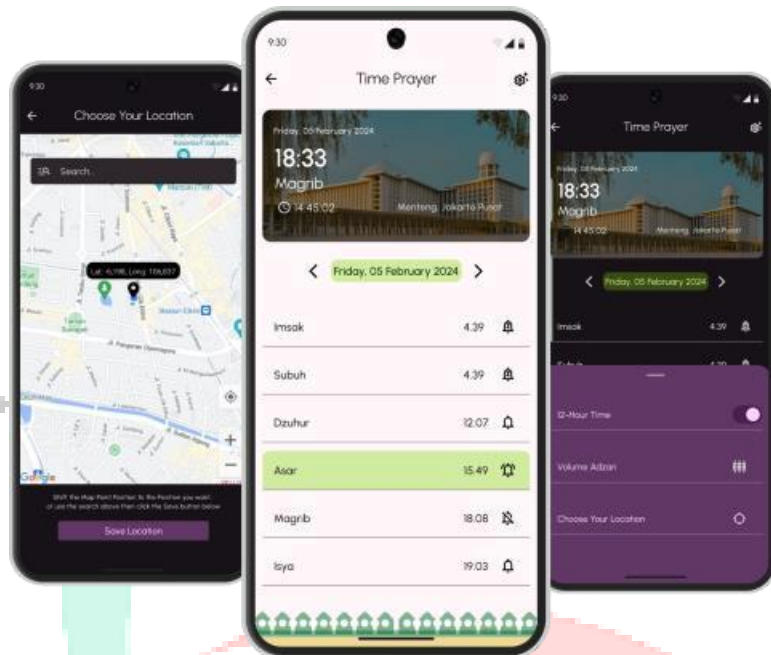 9:30
Choose Your Location
Search...
Lat: -6,198, Long: 106,837
Jl. Pangeran Diponegoro
Google
Shift the Map Point Position to the Position you want
or use the search above then click the Save button below
Save Location
9:30
Time Prayer
Friday, 05 February 2024
18:33
Magrib
14:45:02
Menteng, Jakarta Pusat
Friday, 05 February 2024
Imsak 4.39
Subuh 4.39
Dzuhur 12.07
Asar 15.49
Magrib 18.08
Isya 19.03
9:30
Time Prayer
Friday, 05 February 2024
18:33
Magrib
14:45:02
Menteng, Jakarta Pusat
Friday, 05 February 2024
Imsak 4.39
12-Hour Time
Volume Adzan
Choose Your Location